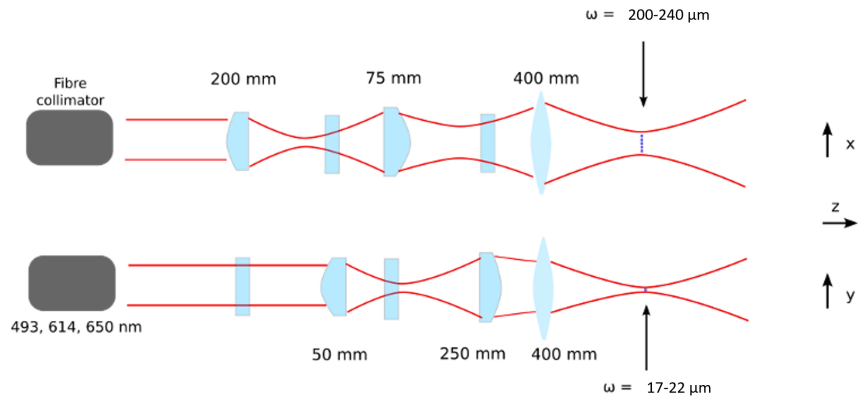 ω = 200-240 μm
Fibre
collimator
200 mm
75 mm
400 mm
x
z
y
493, 614, 650 nm
50 mm
250 mm
400 mm
ω = 17-22 μm